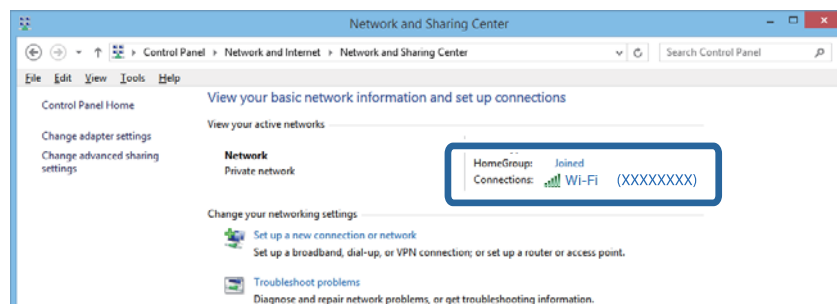 Network and Sharing Center
Control Panel Network and Internet Network and Sharing Center
Search Control Panel
File Edit View Tools Help
Control Panel Home
Change adapter settings
Change advanced sharing
settings
View your basic network information and set up connections
View your active networks
Network
Private network
HomeGroup: Joined
Connections: Wi-Fi (XXXXXXXX)
Change your networking settings
Set up a new connection or network
Set up a broadband, dial-up, or VPN connection; or set up a router or access point.
Troubleshoot problems
Diagnose and repair network problems, or get troubleshooting information.